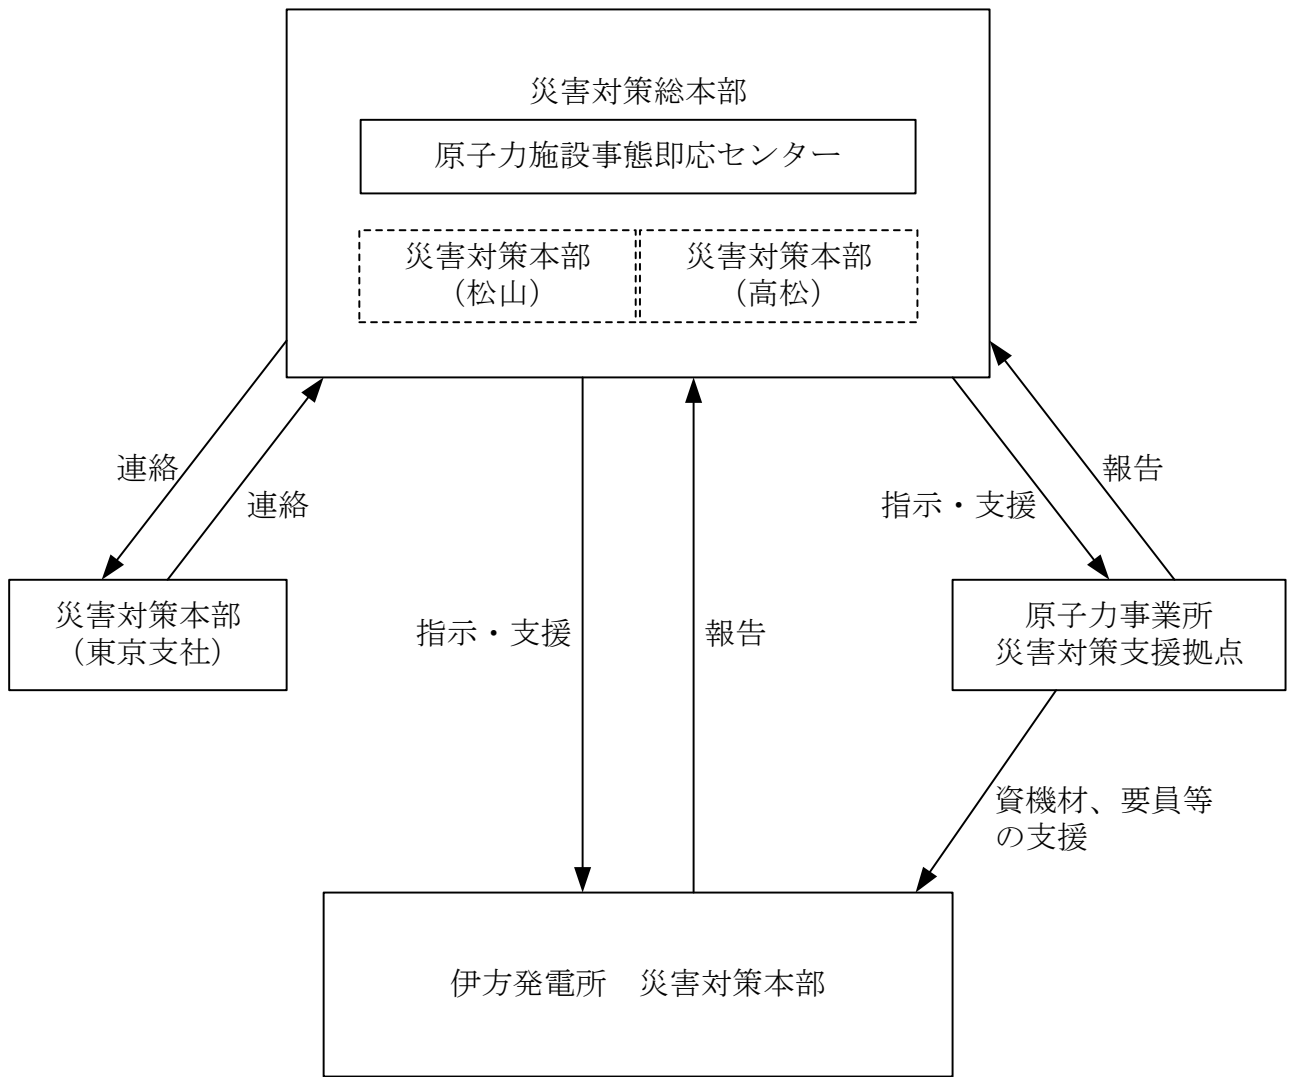 災害対策総本部
原子力施設事態即応センター
災害対策本部
（松山）
災害対策本部
（高松）
連絡
連絡
指示・支援
報告
災害対策本部
（東京支社）
指示・支援
報告
原子力事業所
災害対策支援拠点
資機材、要員等
の支援
伊方発電所　災害対策本部